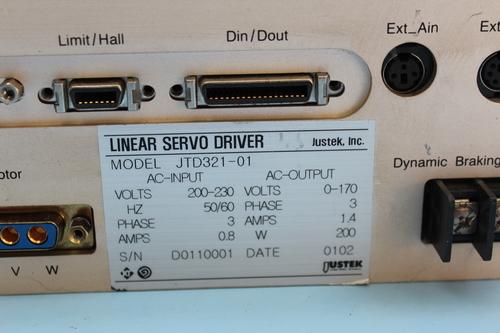 Limit/Hall
Din/Dout
Ext_Ain
Ext
LINEAR SERVO DRIVER Justek, Inc.
MODEL JTD321-01
AC-INPUT AC-OUTPUT
VOLTS 200-230 VOLTS 0-170
HZ 50/60 PHASE 3
PHASE 3 AMPS 1.4
AMPS 0.8 W 200
S/N D0110001 DATE 0102
JUSTEK
Dynamic Braking
otor
V W